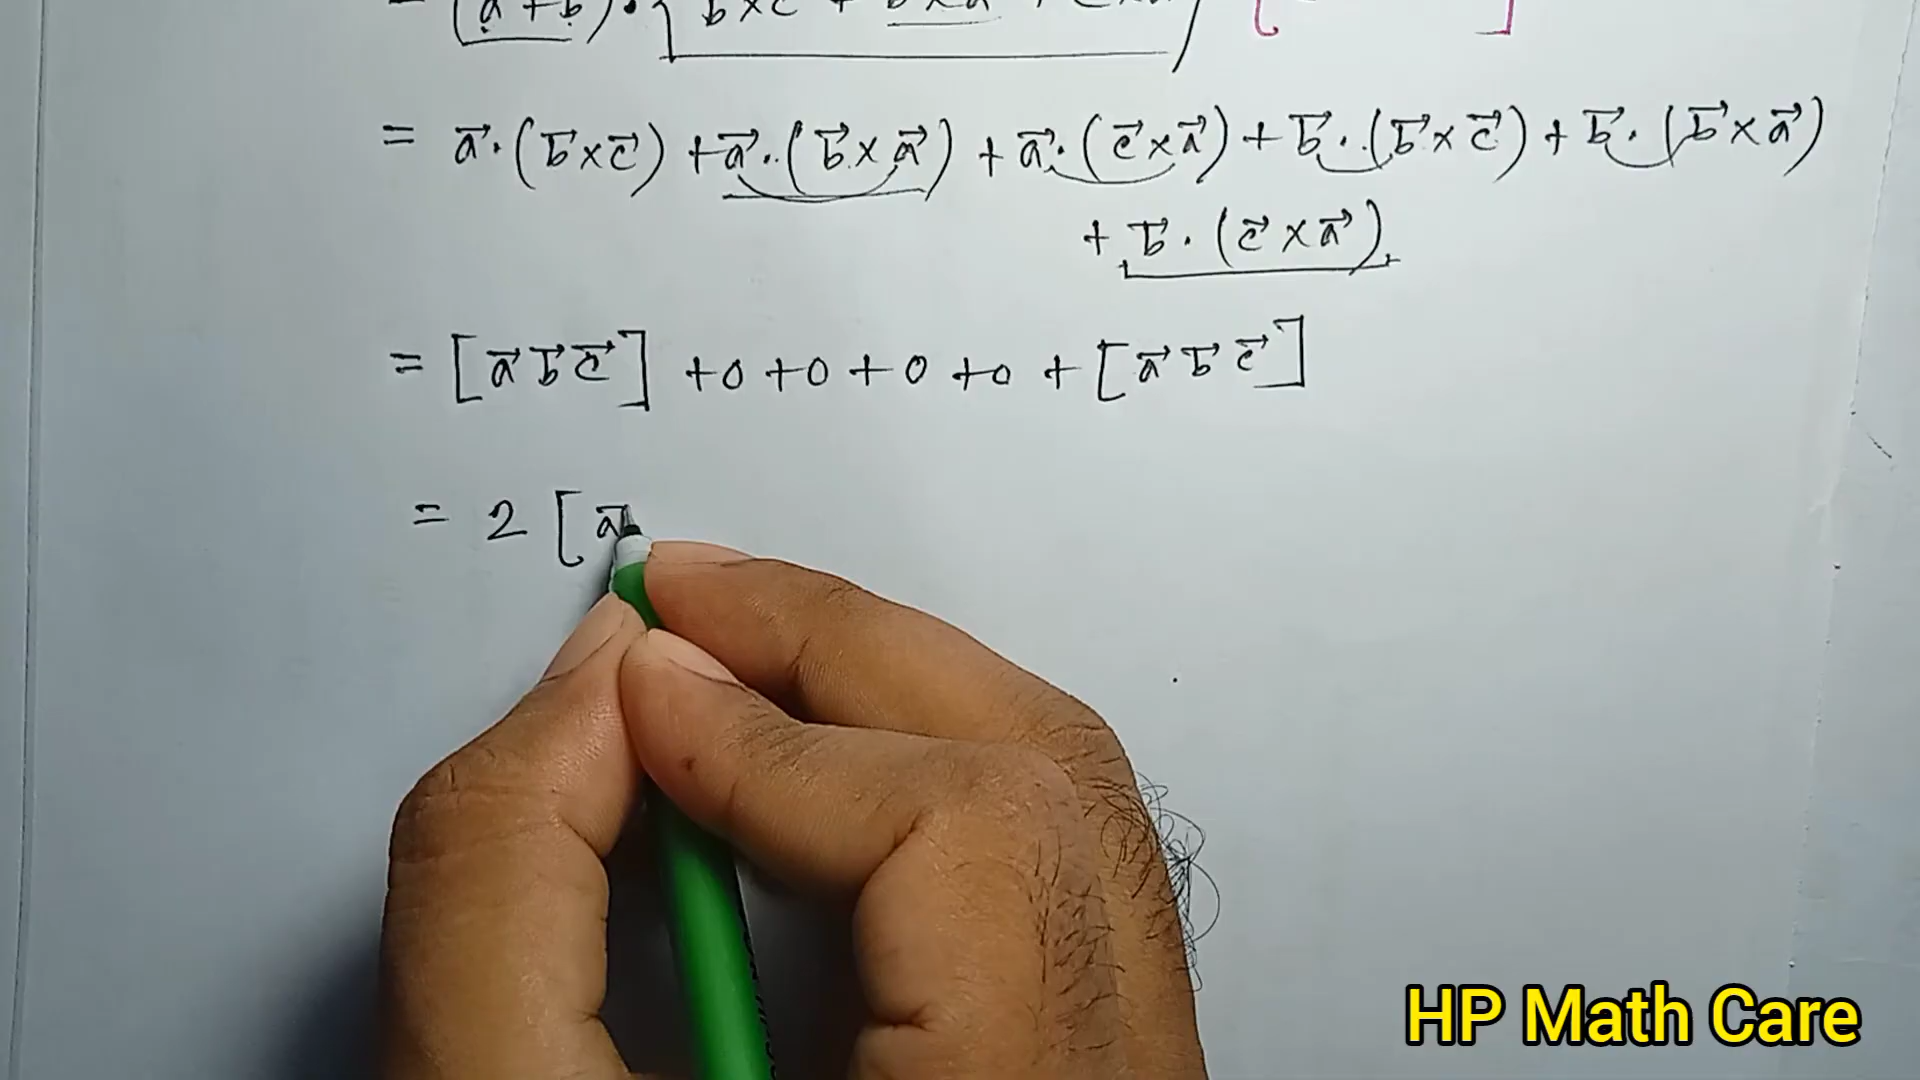 = (a⃗ + b⃗) · (b⃗ × c⃗ + b⃗ × a⃗ + c⃗ × a⃗) [ ]
= a⃗ · (b⃗ × c⃗) + a⃗ · (b⃗ × a⃗) + a⃗ · (c⃗ × a⃗) + b⃗ · (b⃗ × c⃗) + b⃗ · (b⃗ × a⃗)
+ b⃗ · (c⃗ × a⃗)
= [a⃗ b⃗ c⃗] + 0 + 0 + 0 + 0 + [a⃗ b⃗ c⃗]
= 2 [a⃗
HP Math Care